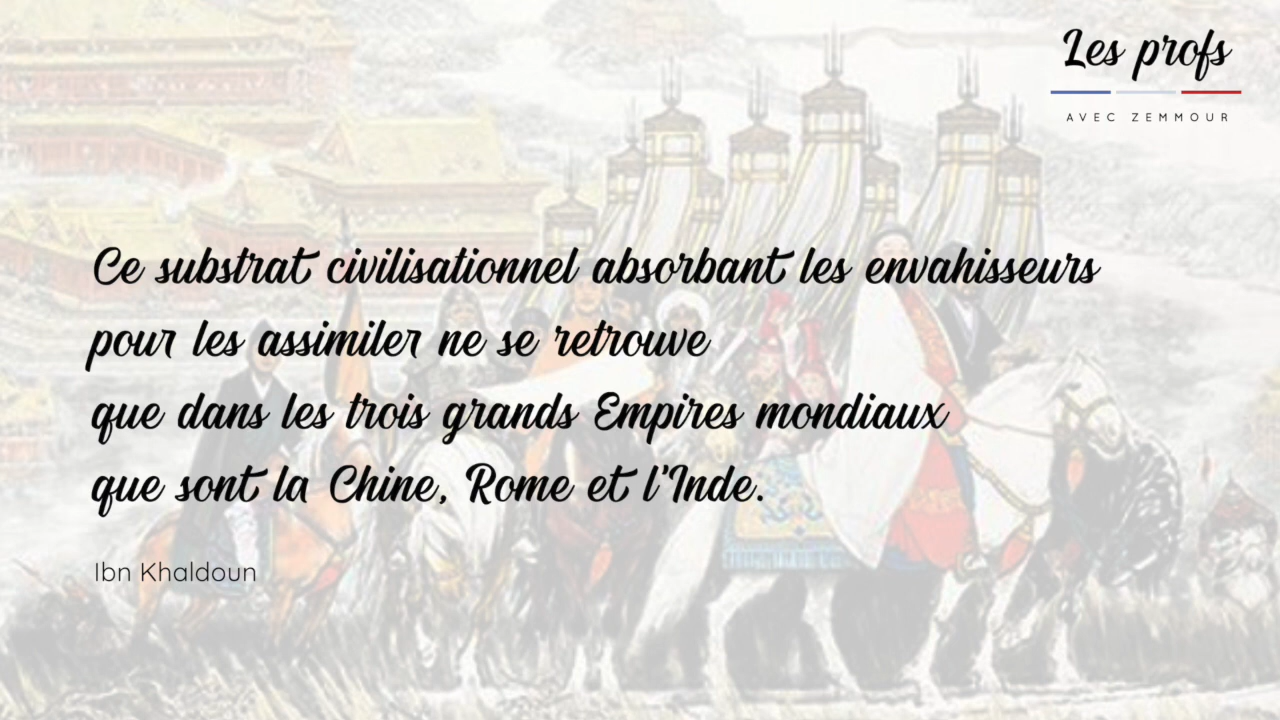 Les profs
AVEC ZEMMOUR
Ce substrat civilisationnel absorbant les envahisseurs
pour les assimiler ne se retrouve
que dans les trois grands Empires mondiaux
que sont la Chine, Rome et l'Inde.
Ibn Khaldoun